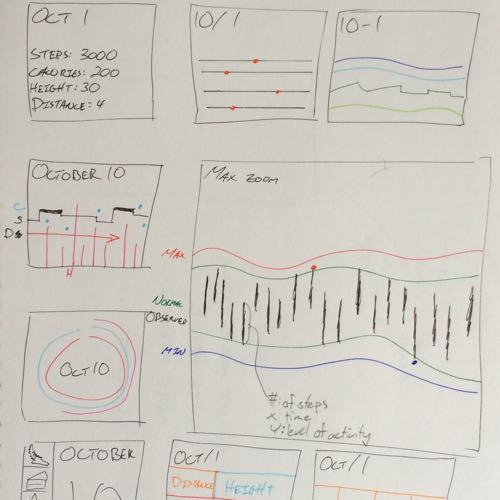 OCT 1
STEPS: 3000
CALORIES: 200
HEIGHT: 30
DISTANCE: 4
10/1
10-1
OCTOBER 10
C
S
D
H
MAX ZOOM
MAX
NORMAL
OBSERVED
MIN
#: of steps
X: time
Y: level of activity
OCT 10
OCTOBER
10
OCT/1
DISTANCE
HEIGHT
OCT/1